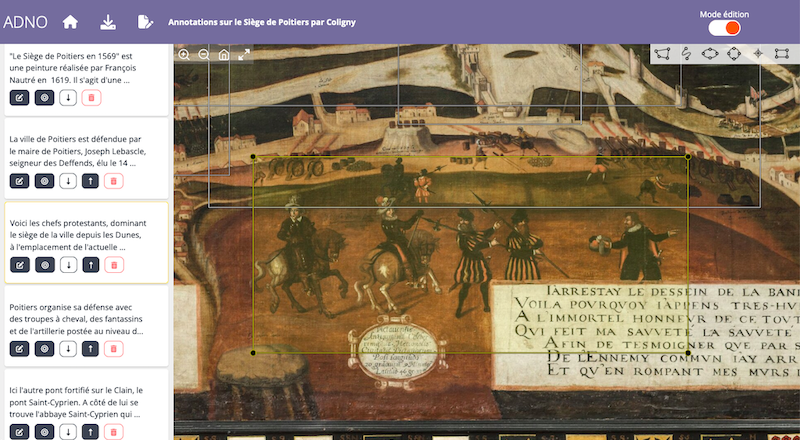 ADNO
Annotations sur le Siège de Poitiers par Coligny
Mode édition
"Le Siège de Poitiers en 1569" est
une peinture réalisée par François
Nautré en 1619. Il s'agit d'une ...
La ville de Poitiers est défendue par
le maire de Poitiers, Joseph Lebascle,
seigneur des Deffends, élu le 14 ...
Voici les chefs protestants, dominant
le siège de la ville depuis les Dunes,
à l'emplacement de l'actuelle ...
Poitiers organise sa défense avec
des troupes à cheval, des fantassins
et de l'artillerie postée au niveau d...
Ici l'autre pont fortifié sur le Clain, le
pont Saint-Cyprien. A côté de lui se
trouve l'abbaye Saint-Cyprien qui ...
IARRESTAY LE DESSEIN DE LA BANI
VOILA POVRQVOY IAPPENS TRES-HV
A L'IMMORTEL HONNEVR DE CE TOVT
QVI FEIT MA SAVVETÉ LA SAVVETÉ
AFIN DE TESMOIGNER QVE PAR S
DE LENNEMY COMMVN IAY ARR
ET QV'EN ROMPANT MES MVRS I